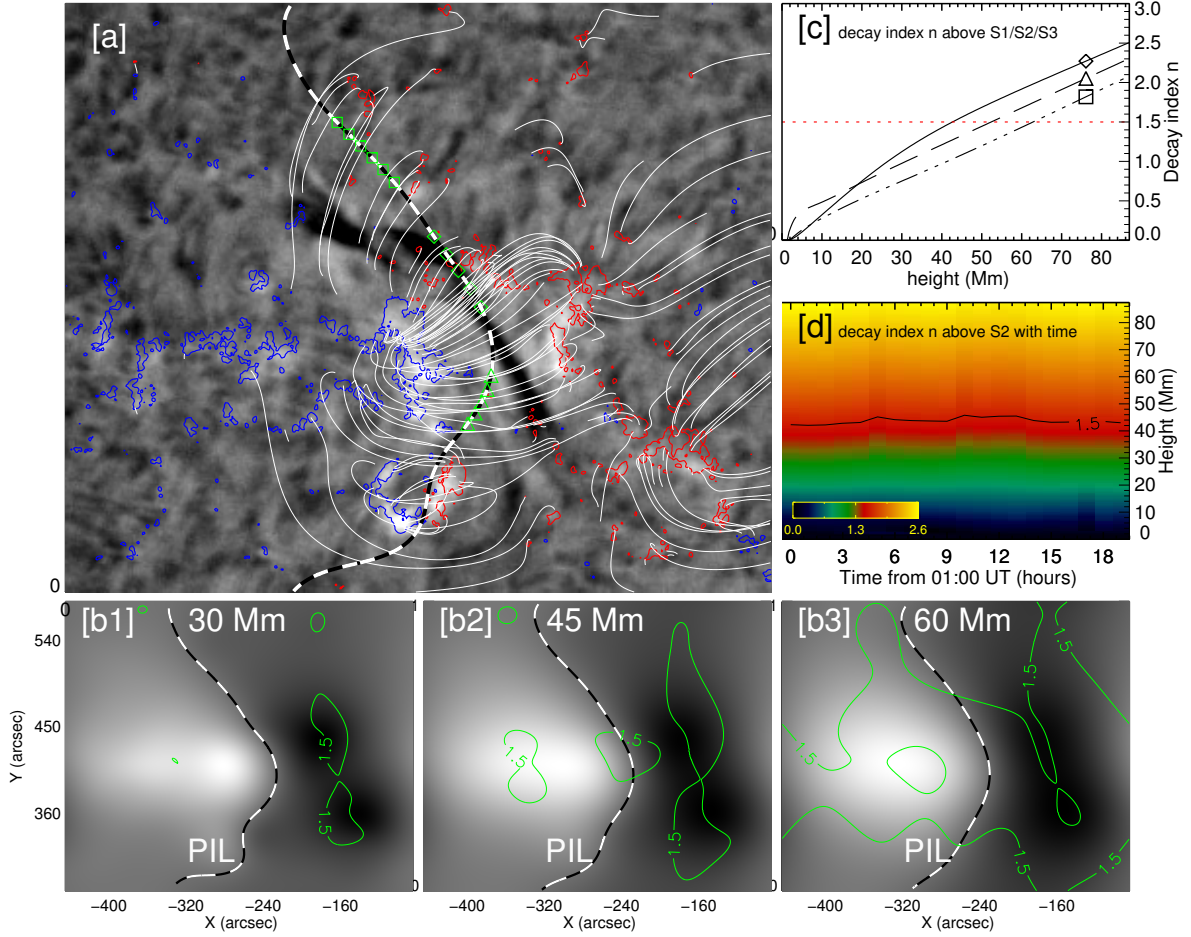 [a]
0
[c] decay index n above S1/S2/S3
3.0
2.5
2.0
1.5
1.0
0.5
0.0
Decay index n
0
0 10 20 30 40 50 60 70 80
height (Mm)
[d] decay index n above S2 with time
80
70
60
50
40
30
20
10
0
Height (Mm)
1.5
0.0 1.3 2.6
0 3 6 9 12 15 18
Time from 01:00 UT (hours)
[b1] 30 Mm
0
540
450
360
Y (arcsec)
1.5
1.5
PIL
−400 −320 −240 −160
X (arcsec)
[b2] 45 Mm
1.5
1.5
1.5
PIL
0
−400 −320 −240 −160
X (arcsec)
[b3] 60 Mm
1.5
1.5
1.5
1.5
1.5
PIL
0
−400 −320 −240 −160
X (arcsec)